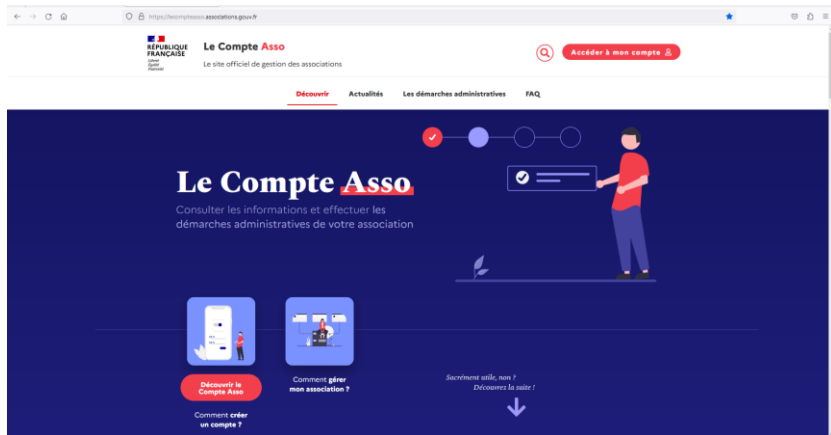 https://lecompteasso.associations.gouv.fr
RÉPUBLIQUE
FRANÇAISE
Liberté
Égalité
Fraternité
Le Compte Asso
Le site officiel de gestion des associations
Accéder à mon compte
Découvrir
Actualités
Les démarches administratives
FAQ
Le Compte Asso
Consulter les informations et effectuer les
démarches administratives de votre association
Découvrir le
Compte Asso
Comment créer
un compte ?
Comment gérer
mon association ?
Sacrément utile, non ?
Découvrez la suite !